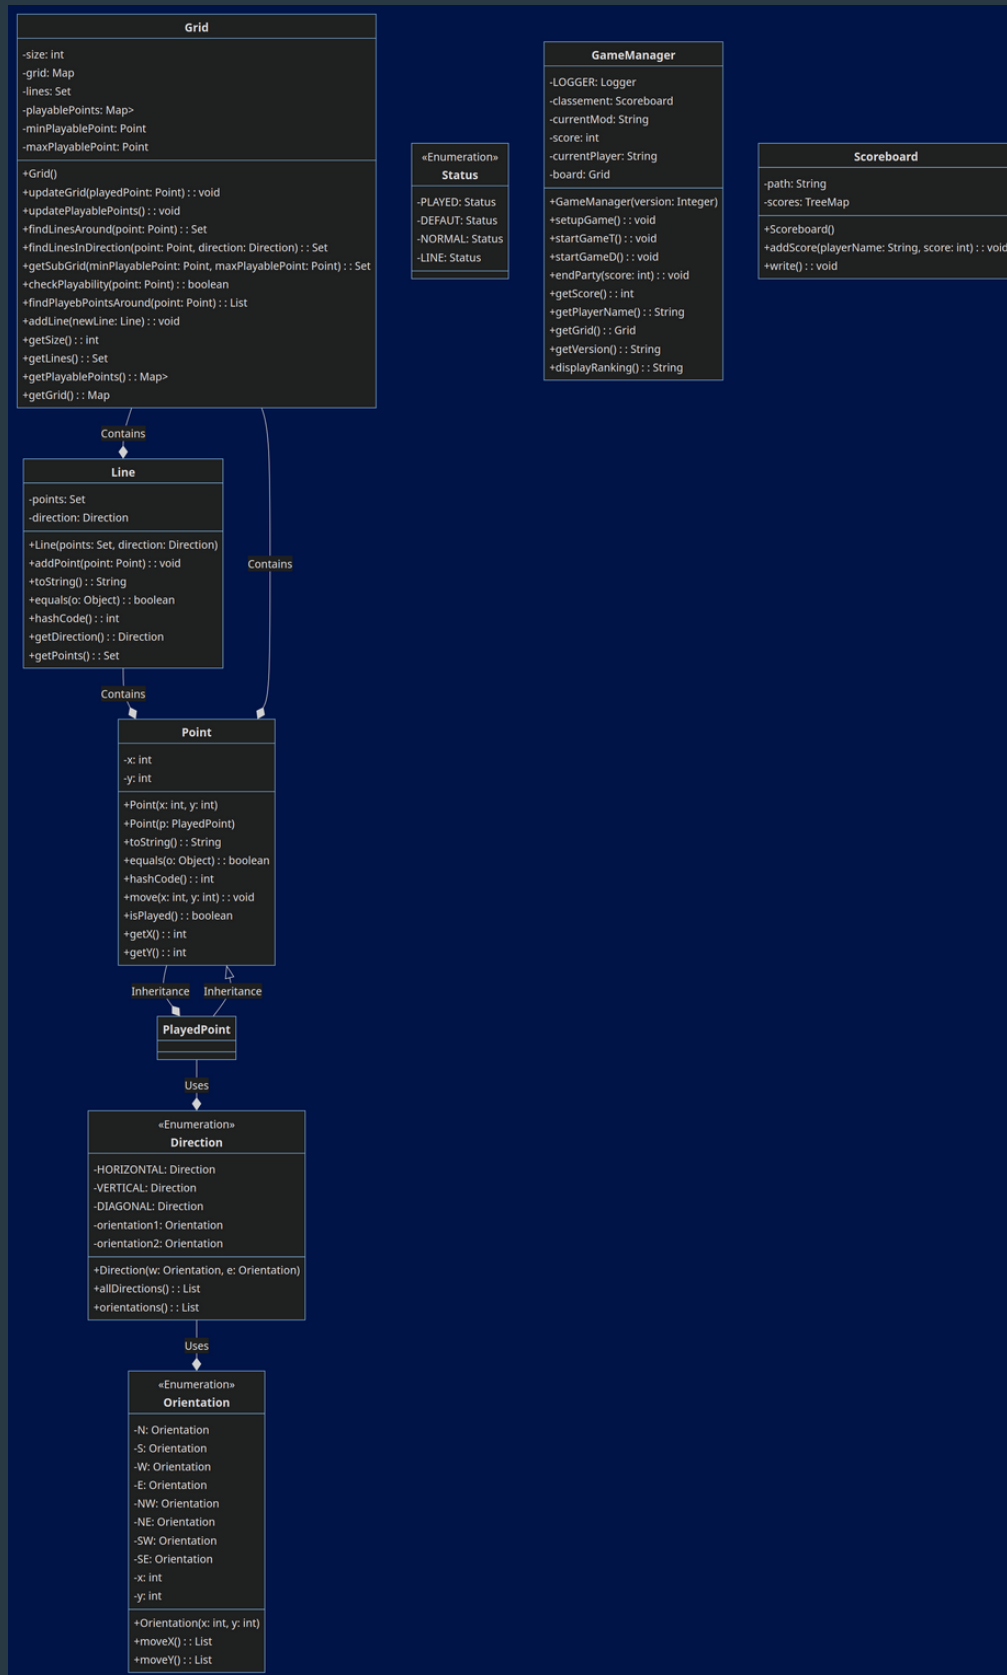 Grid
-size: int
-grid: Map
-lines: Set
-playablePoints: Map>
-minPlayablePoint: Point
-maxPlayablePoint: Point
+Grid()
+updateGrid(playedPoint: Point) : : void
+updatePlayablePoints() : : void
+findLinesAround(point: Point) : : Set
+findLinesInDirection(point: Point, direction: Direction) : : Set
+getSubGrid(minPlayablePoint: Point, maxPlayablePoint: Point) : : Set
+checkPlayability(point: Point) : : boolean
+findPlayebPointsAround(point: Point) : : List
+addLine(newLine: Line) : : void
+getSize() : : int
+getLines() : : Set
+getPlayablePoints() : : Map>
+getGrid() : : Map
«Enumeration»
Status
-PLAYED: Status
-DEFAUT: Status
-NORMAL: Status
-LINE: Status
GameManager
-LOGGER: Logger
-classement: Scoreboard
-currentMod: String
-score: int
-currentPlayer: String
-board: Grid
+GameManager(version: Integer)
+setupGame() : : void
+startGameT() : : void
+startGameD() : : void
+endParty(score: int) : : void
+getScore() : : int
+getPlayerName() : : String
+getGrid() : : Grid
+getVersion() : : String
+displayRanking() : : String
Scoreboard
-path: String
-scores: TreeMap
+Scoreboard()
+addScore(playerName: String, score: int) : : void
+write() : : void
Contains
Line
-points: Set
-direction: Direction
+Line(points: Set, direction: Direction)
+addPoint(point: Point) : : void
+toString() : : String
+equals(o: Object) : : boolean
+hashCode() : : int
+getDirection() : : Direction
+getPoints() : : Set
Contains
Contains
Point
-x: int
-y: int
+Point(x: int, y: int)
+Point(p: PlayedPoint)
+toString() : : String
+equals(o: Object) : : boolean
+hashCode() : : int
+move(x: int, y: int) : : void
+isPlayed() : : boolean
+getX() : : int
+getY() : : int
Inheritance
Inheritance
PlayedPoint
Uses
«Enumeration»
Direction
-HORIZONTAL: Direction
-VERTICAL: Direction
-DIAGONAL: Direction
-orientation1: Orientation
-orientation2: Orientation
+Direction(w: Orientation, e: Orientation)
+allDirections() : : List
+orientations() : : List
Uses
«Enumeration»
Orientation
-N: Orientation
-S: Orientation
-W: Orientation
-E: Orientation
-NW: Orientation
-NE: Orientation
-SW: Orientation
-SE: Orientation
-x: int
-y: int
+Orientation(x: int, y: int)
+moveX() : : List
+moveY() : : List